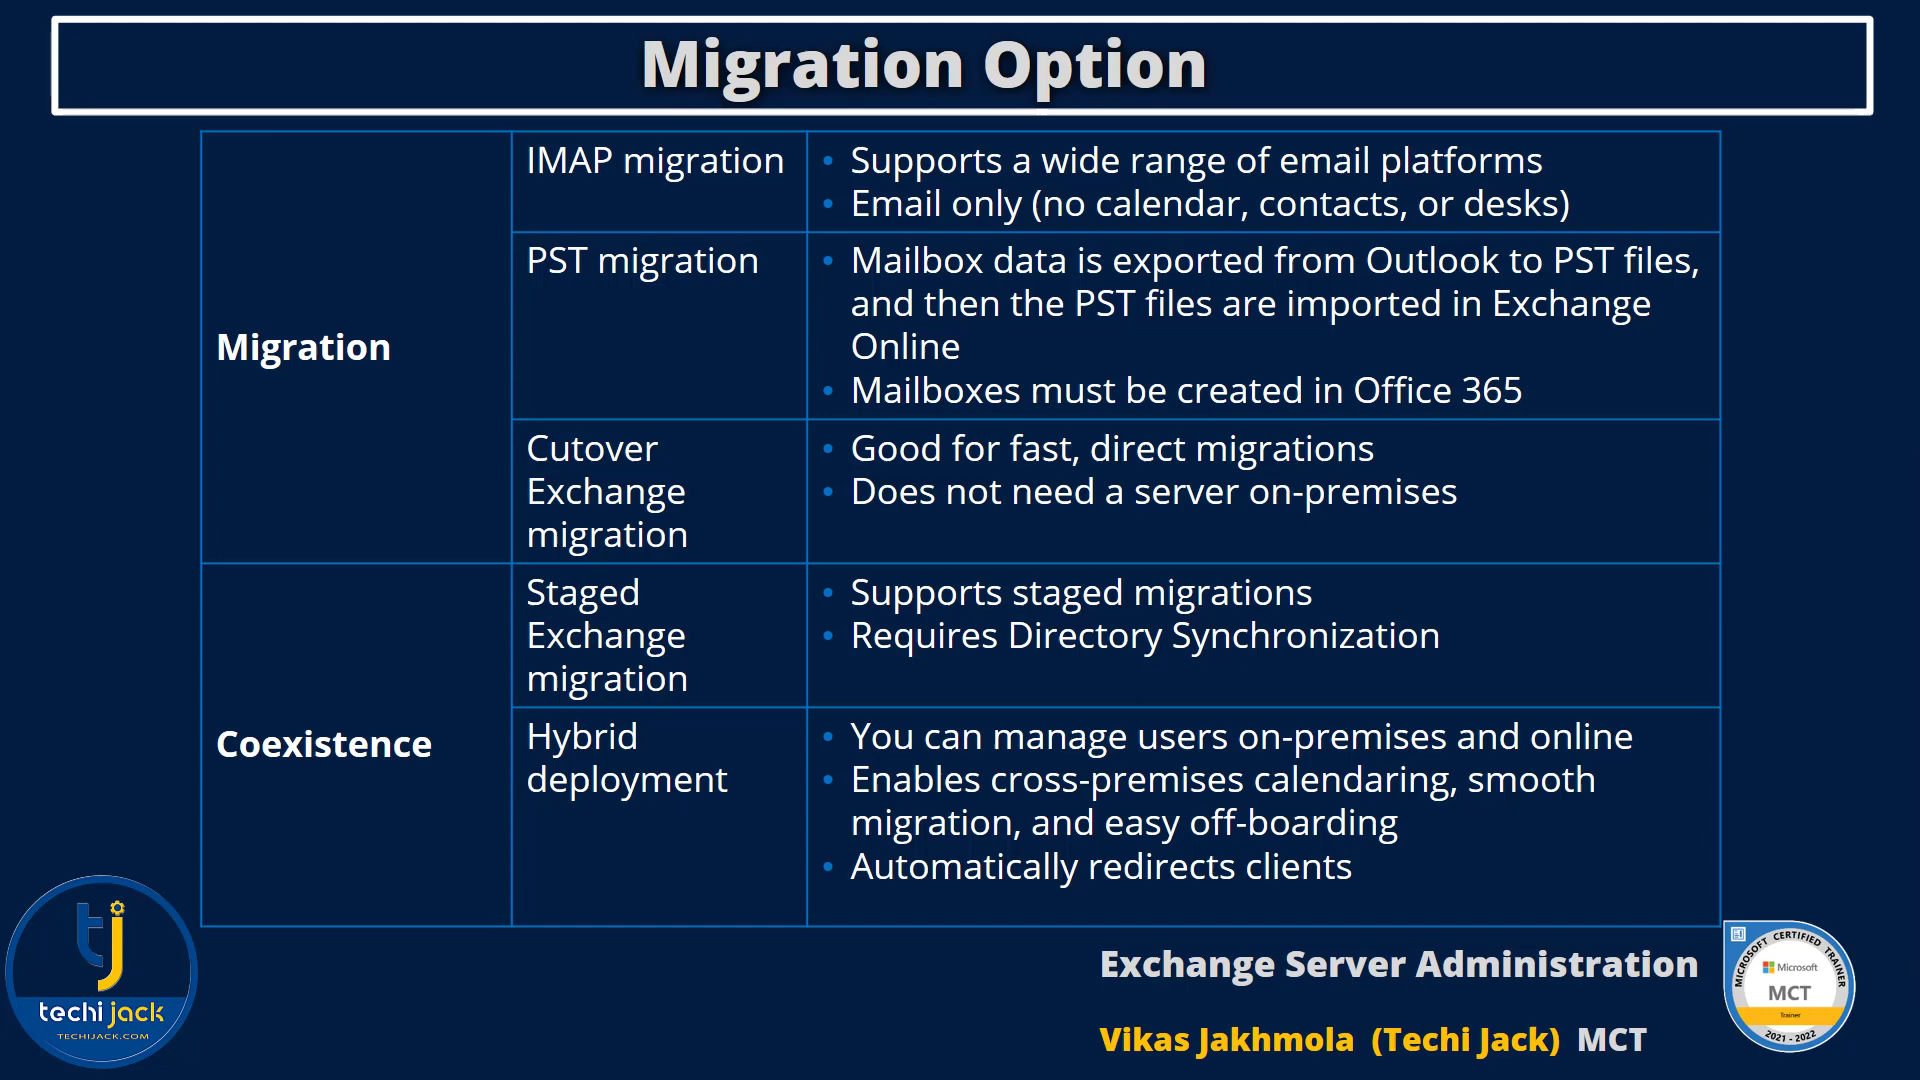 Migration Option
Migration
IMAP migration
• Supports a wide range of email platforms
• Email only (no calendar, contacts, or desks)
PST migration
• Mailbox data is exported from Outlook to PST files,
and then the PST files are imported in Exchange
Online
• Mailboxes must be created in Office 365
Cutover
Exchange
migration
• Good for fast, direct migrations
• Does not need a server on-premises
Coexistence
Staged
Exchange
migration
• Supports staged migrations
• Requires Directory Synchronization
Hybrid
deployment
• You can manage users on-premises and online
• Enables cross-premises calendaring, smooth
migration, and easy off-boarding
• Automatically redirects clients
tj
techi jack
TECHIJACK.COM
Exchange Server Administration
Vikas Jakhmola (Techi Jack) MCT
MICROSOFT CERTIFIED TRAINER
Microsoft
MCT
Trainer
2021 - 2022